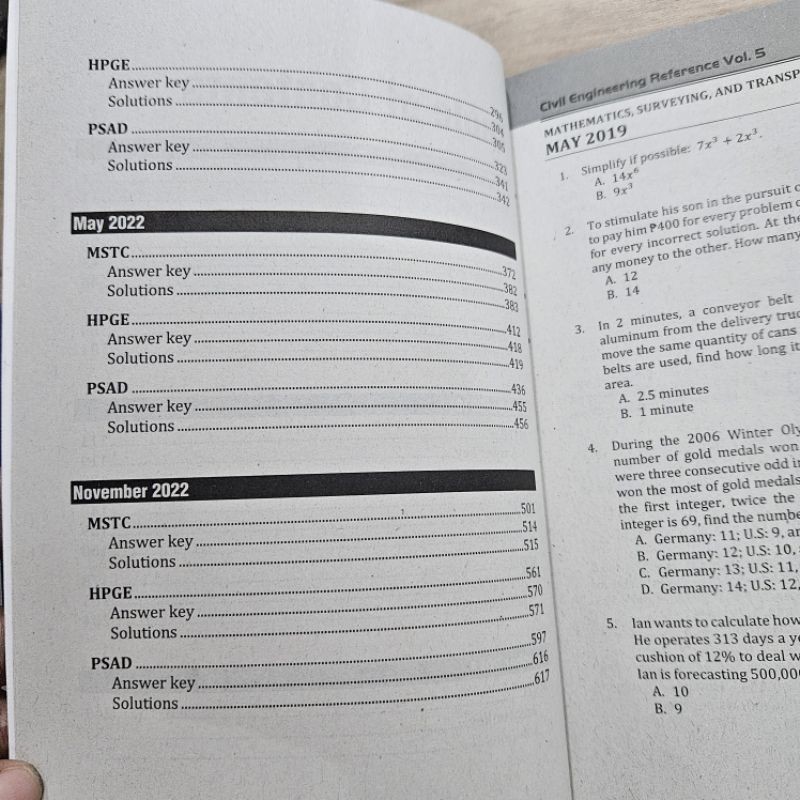 HPGE 296
Answer key 304
Solutions 305
PSAD 323
Answer key 341
Solutions 342
May 2022
MSTC 372
Answer key 382
Solutions 383
HPGE 412
Answer key 418
Solutions 419
PSAD 436
Answer key 455
Solutions 456
November 2022
MSTC 501
Answer key 514
Solutions 515
HPGE 561
Answer key 570
Solutions 571
PSAD 597
Answer key 616
Solutions 617
Civil Engineering Reference Vol. 5
MATHEMATICS, SURVEYING, AND TRANSP
MAY 2019
1. Simplify if possible: 7x³ + 2x³.
A. 14x⁶
B. 9x³
2. To stimulate his son in the pursuit
to pay him ₱400 for every problem
for every incorrect solution. At the
any money to the other. How many
A. 12
B. 14
3. In 2 minutes, a conveyor belt
aluminum from the delivery truc
move the same quantity of cans
belts are used, find how long it
area.
A. 2.5 minutes
B. 1 minute
4. During the 2006 Winter Oly
number of gold medals won
were three consecutive odd in
won the most of gold medals
the first integer, twice the
integer is 69, find the numbe
A. Germany: 11; U.S: 9, an
B. Germany: 12; U.S: 10,
C. Germany: 13; U.S: 11,
D. Germany: 14; U.S: 12,
5. Ian wants to calculate how
He operates 313 days a ye
cushion of 12% to deal w
Ian is forecasting 500,00
A. 10
B. 9